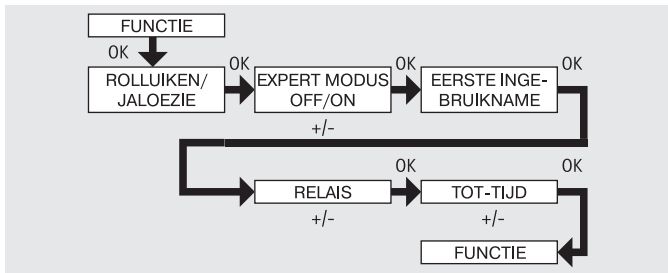 FUNCTIE
OK
ROLLUIKEN/
JALOEZIE
OK
EXPERT MODUS
OFF/ON
+/-
OK
EERSTE INGE-
BRUIKNAME
OK
RELAIS
+/-
OK
TOT-TIJD
+/-
OK
FUNCTIE